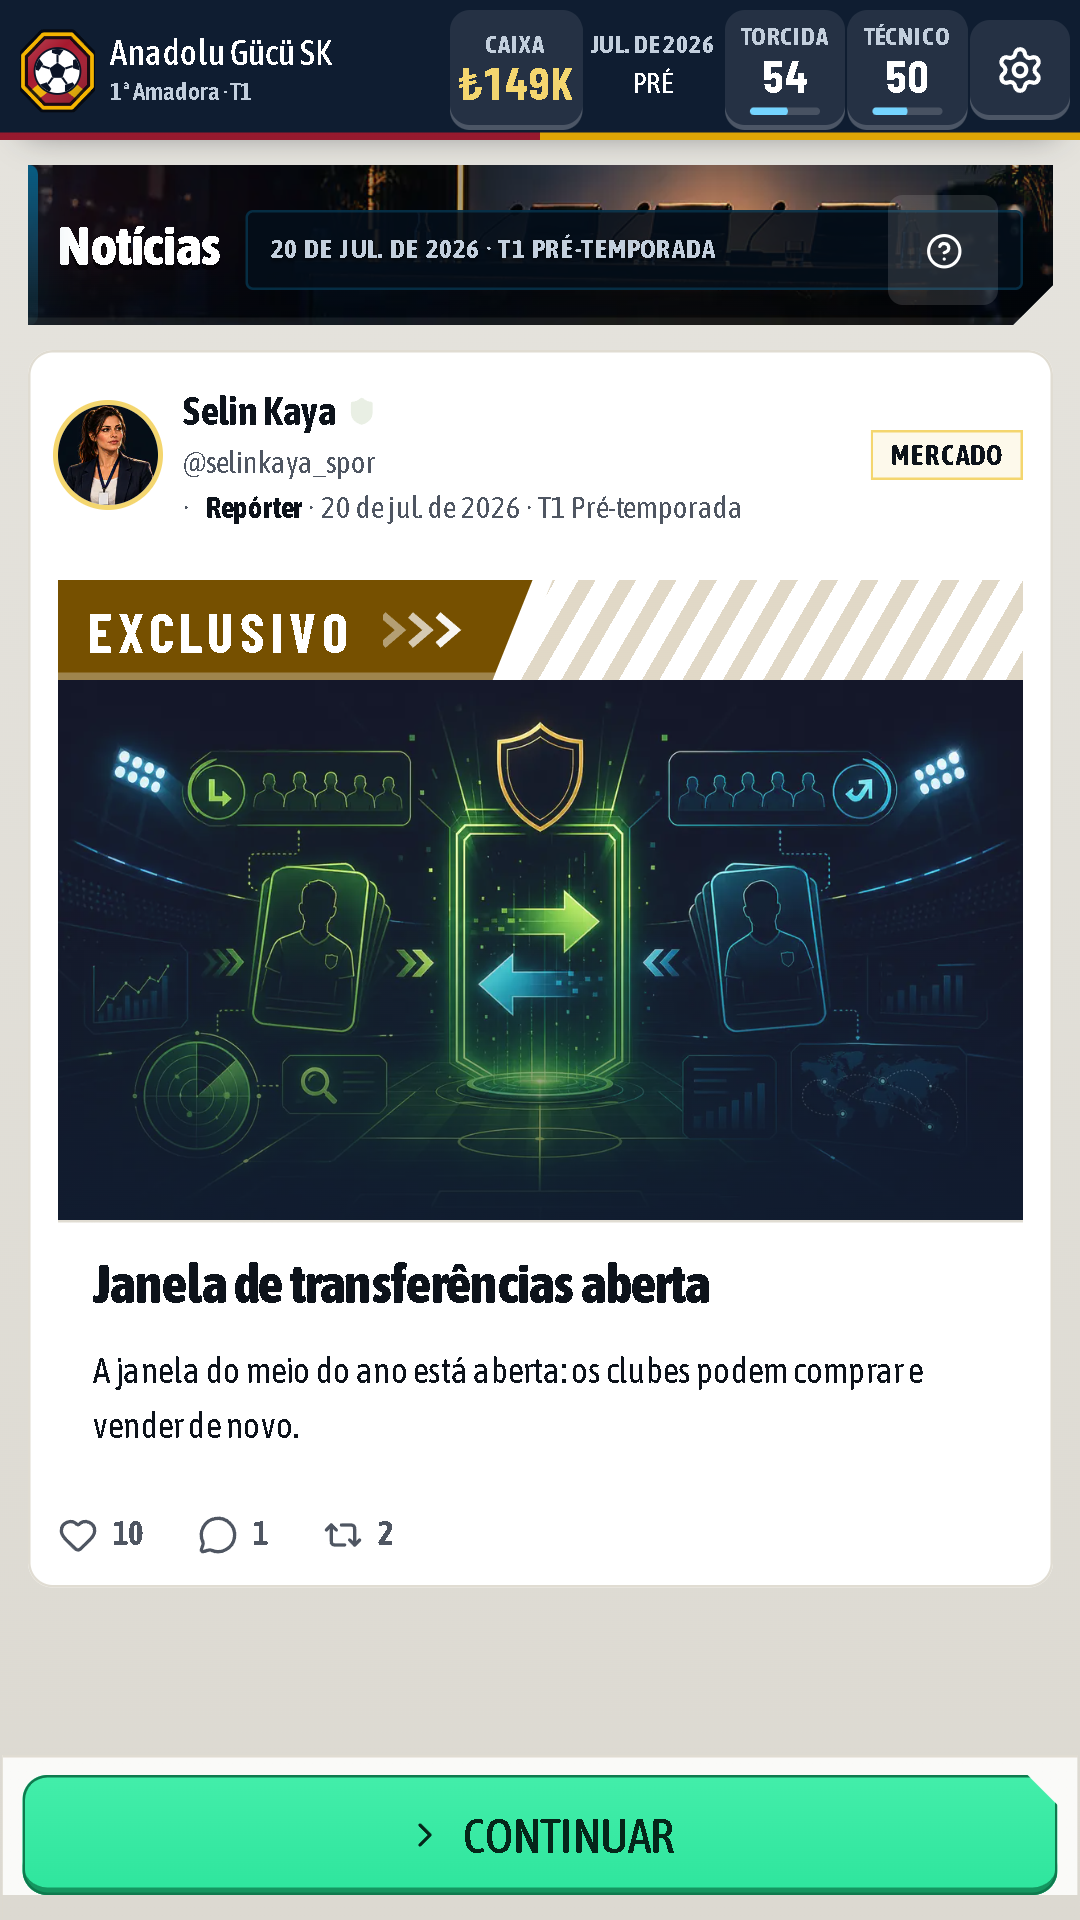 Anadolu Gücü SK
1ª Amadora · T1
CAIXA
₺149K
JUL. DE 2026
PRÉ
TORCIDA
54
TÉCNICO
50
Notícias
20 DE JUL. DE 2026 · T1 PRÉ-TEMPORADA
Selin Kaya
@selinkaya_spor
· Repórter · 20 de jul. de 2026 · T1 Pré-temporada
MERCADO
EXCLUSIVO
Janela de transferências aberta
A janela do meio do ano está aberta: os clubes podem comprar e
vender de novo.
10
1
2
CONTINUAR